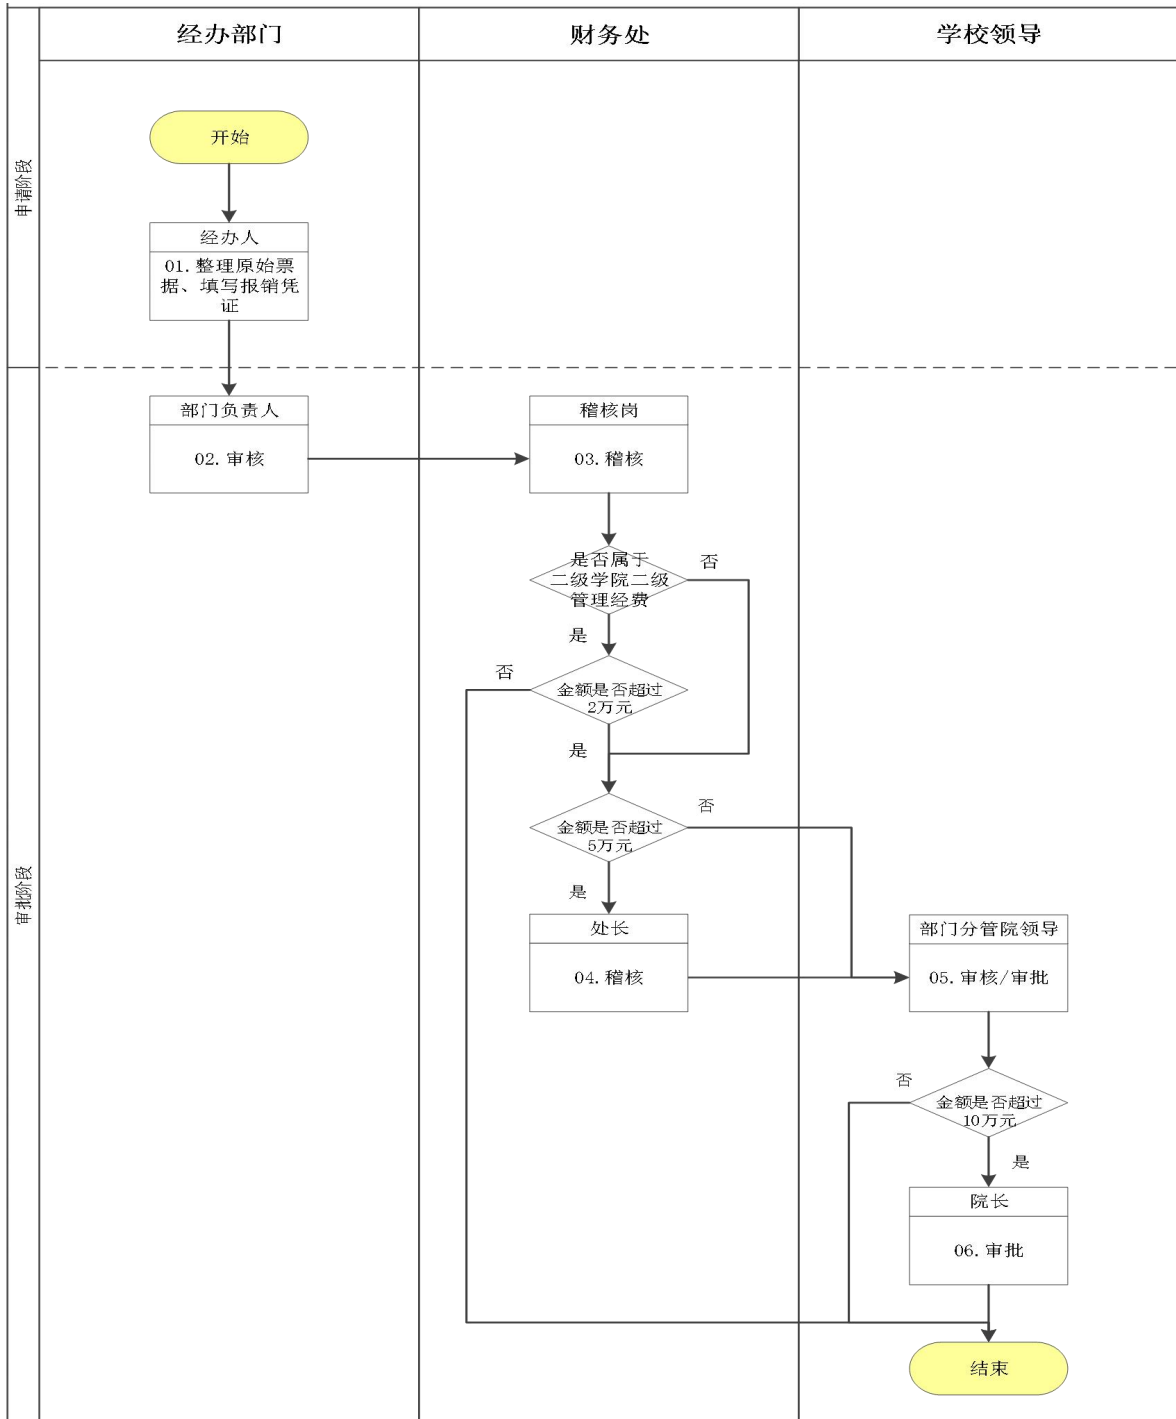 经办部门
财务处
学校领导
申请阶段
开始
经办人
01. 整理原始票
据、填写报销凭
证
审批阶段
部门负责人
02. 审核
稽核岗
03. 稽核
是否属于
二级学院二级
管理经费
否
是
金额是否超过
2万元
否
是
金额是否超过
5万元
否
是
处长
04. 稽核
部门分管院领导
05. 审核/审批
金额是否超过
10万元
否
是
院长
06. 审批
结束